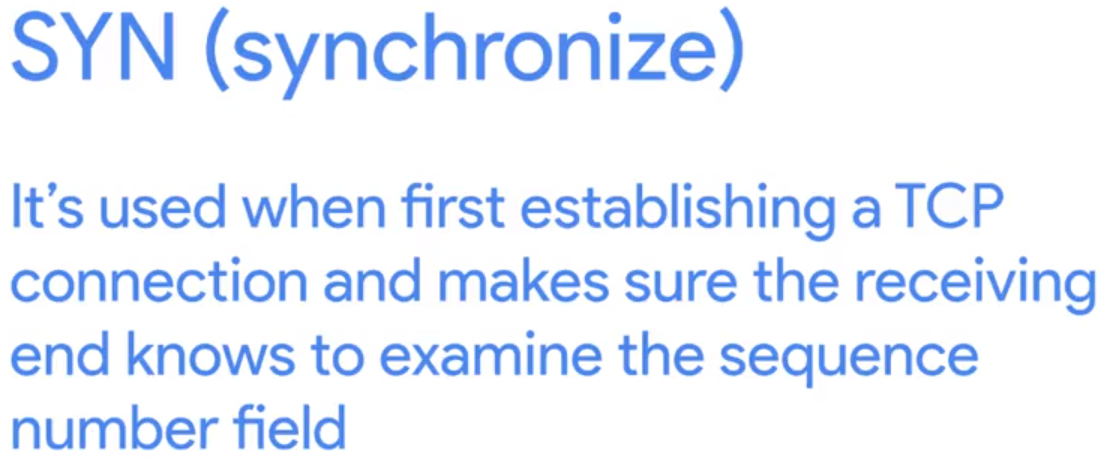 SYN (synchronize)
It’s used when first establishing a TCP
connection and makes sure the receiving
end knows to examine the sequence
number field